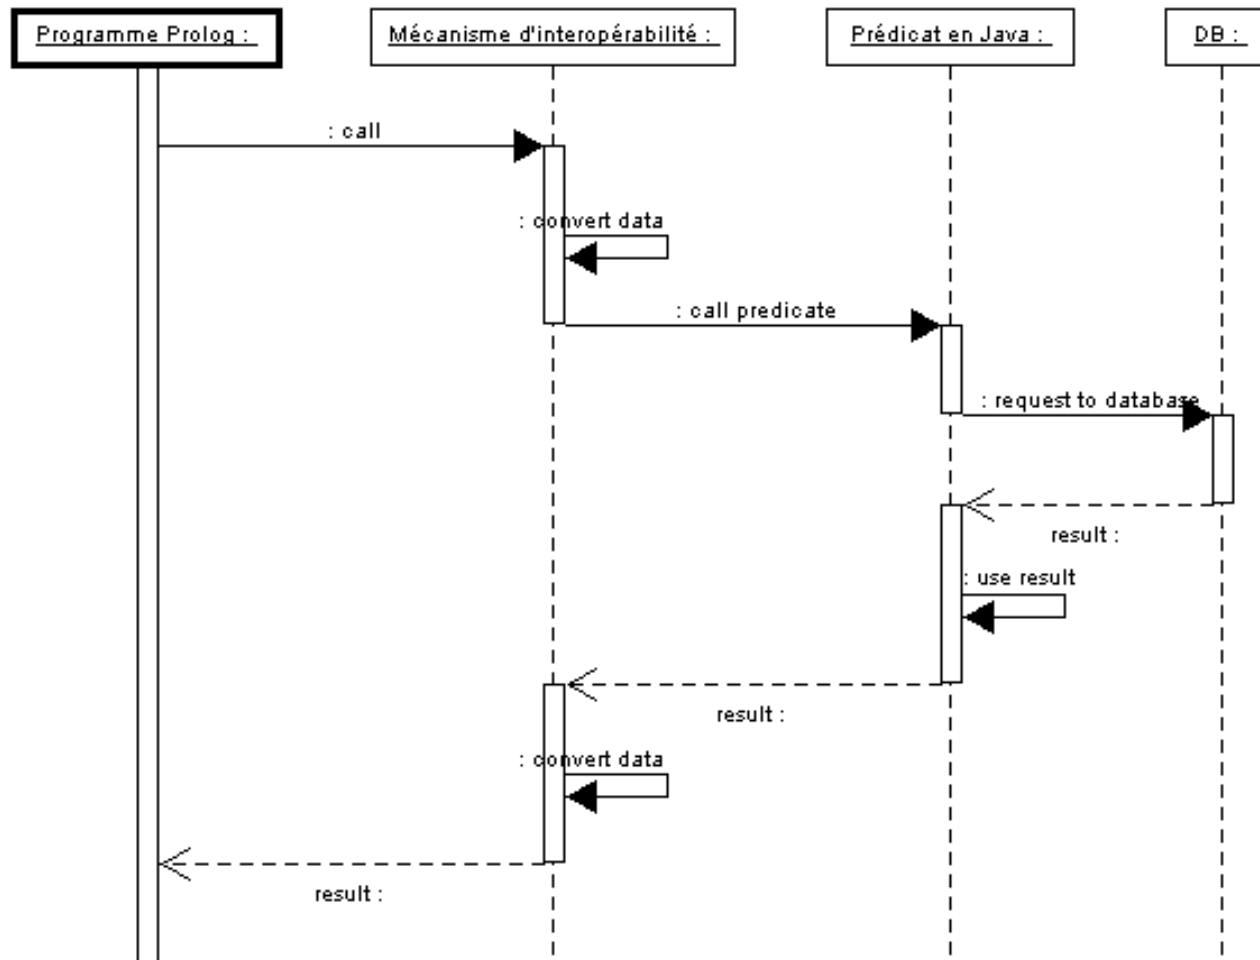 Programme Prolog :
Mécanisme d'interopérabilité :
Prédicat en Java :
DB :
: call
: convert data
: call predicate
: request to database
result :
: use result
result :
: convert data
result :